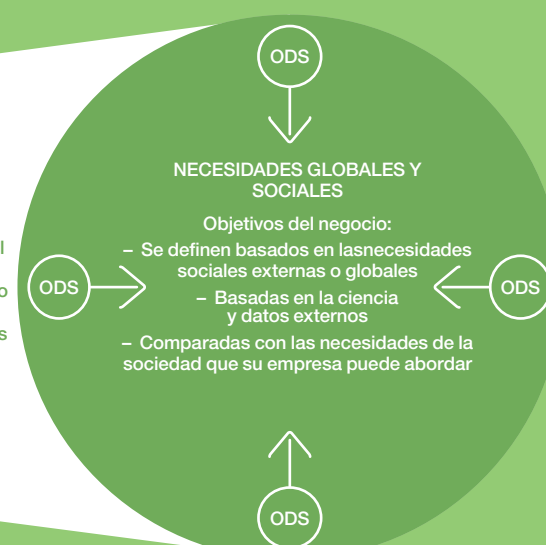 ODS
NECESIDADES GLOBALES Y
SOCIALES
Objetivos del negocio:
– Se definen basados en lasnecesidades
sociales externas o globales
– Basadas en la ciencia
y datos externos
– Comparadas con las necesidades de la
sociedad que su empresa puede abordar
l
o
s
ODS
ODS
ODS